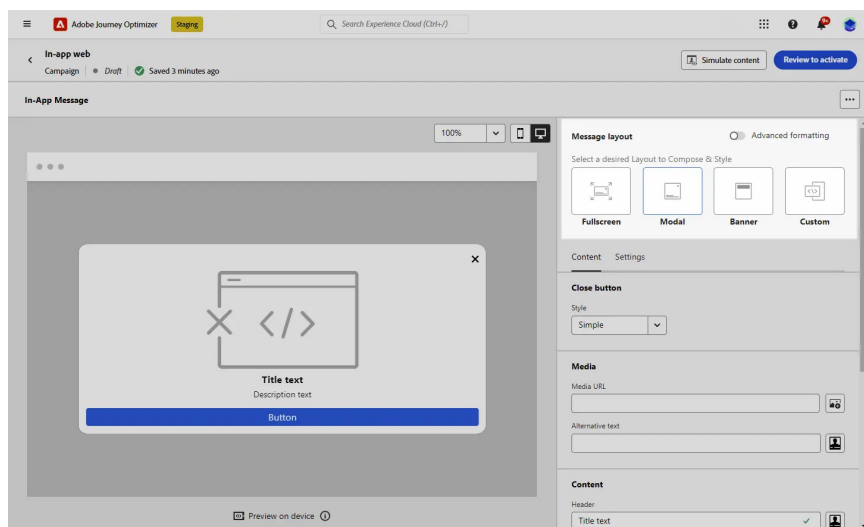 Adobe Journey Optimizer Staging Search Experience Cloud (Ctrl+/)
In-app web
Campaign Draft Saved 3 minutes ago
Simulate content Review to activate
In-App Message
100%
Message layout Advanced formatting
Select a desired Layout to Compose & Style
Fullscreen Modal Banner Custom
Content Settings
Close button
Style
Simple
Media
Media URL
Alternative text
Content
Header
Title text
Title text
Description text
Button
Preview on device